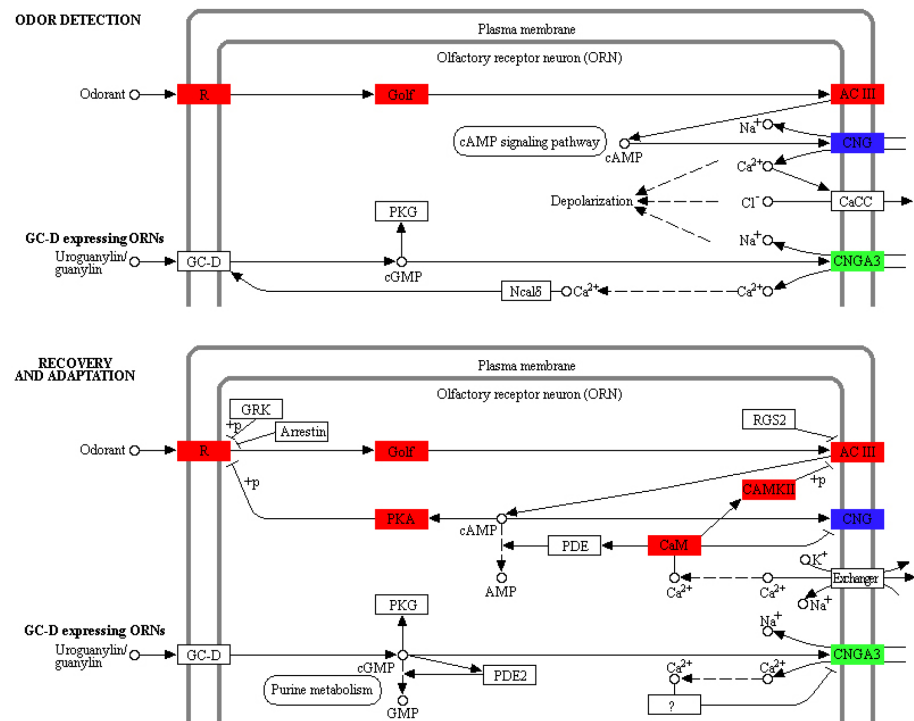 ODOR DETECTION
Plasma membrane
Olfactory receptor neuron (ORN)
Odorant
R
Golf
AC III
Na+
cAMP signaling pathway
cAMP
CNG
Ca2+
Depolarization
Cl-
CaCC
PKG
Na+
GC-D expressing ORNs
Uroguanylin/
guanylin
GC-D
cGMP
CNGA3
Ncalδ
Ca2+
Ca2+
RECOVERY
AND ADAPTATION
Plasma membrane
Olfactory receptor neuron (ORN)
GRK
+p
Arrestin
RGS2
Odorant
R
Golf
AC III
+p
CAMKII
+p
PKA
cAMP
CNG
PDE
CaM
K+
AMP
Ca2+
Ca2+
Exchanger
Na+
PKG
GC-D expressing ORNs
Uroguanylin/
guanylin
GC-D
Na+
cGMP
CNGA3
PDE2
Ca2+
Ca2+
Purine metabolism
GMP
?